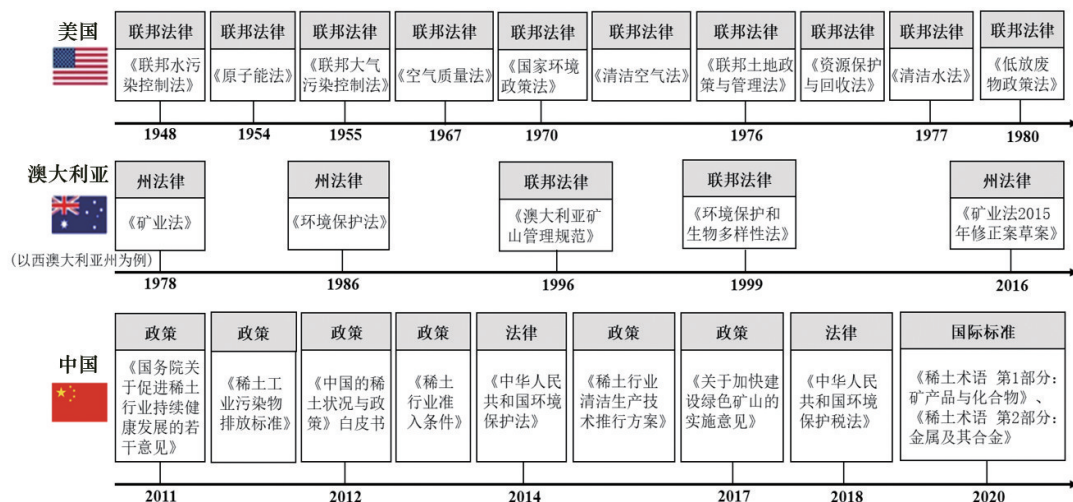 美国
联邦法律 联邦法律 联邦法律 联邦法律 联邦法律 联邦法律 联邦法律 联邦法律 联邦法律 联邦法律
《联邦水污
染控制法》
《原子能法》
《联邦大气
污染控制法》
《空气质量法》
《国家环境
政策法》
《清洁空气法》
《联邦土地政
策与管理法》
《资源保护
与回收法》
《清洁水法》
《低放废
物政策法》
1948 1954 1955 1967 1970 1976 1977 1980
澳大利亚
(以西澳大利亚州为例)
州法律 州法律 联邦法律 联邦法律 州法律
《矿业法》
《环境保护法》
《澳大利亚矿
山管理规范》
《环境保护和
生物多样性法》
《矿业法2015
年修正案草案》
1978 1986 1996 1999 2016
中国
政策 政策 政策 政策 法律 政策 政策 法律 国际标准
《国务院关
于促进稀土
行业持续健
康发展的若
干意见》
《稀土工
业污染物
排放标准》
《中国的稀
土状况与政
策》白皮书
《稀土
行业准
入条件》
《中华人民
共和国环境
保护法》
《稀土行业
清洁生产技
术推行方案》
《关于加快建
设绿色矿山的
实施意见》
《中华人民
共和国环境
保护税法》
《稀土术语 第1部分：
矿产品与化合物》、
《稀土术语 第2部分：
金属及其合金》
2011 2012 2014 2017 2018 2020